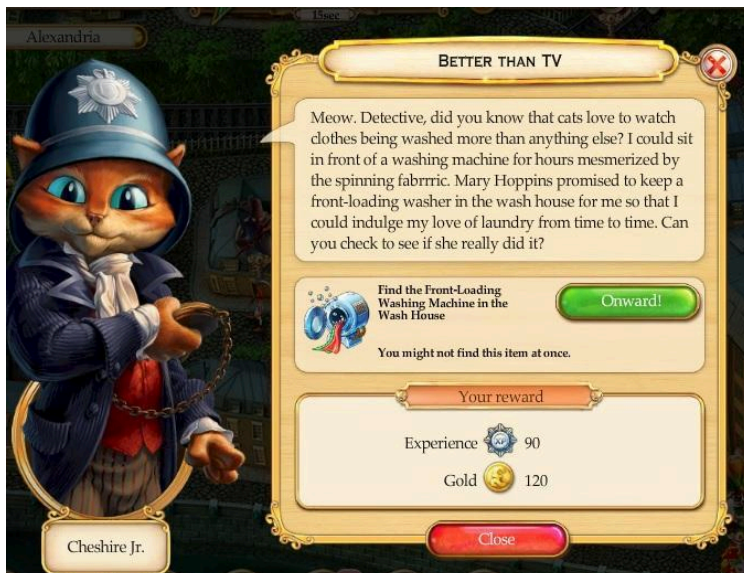 15sec
Alexandria
BETTER THAN TV
Meow. Detective, did you know that cats love to watch
clothes being washed more than anything else? I could sit
in front of a washing machine for hours mesmerized by
the spinning fabrrric. Mary Hoppins promised to keep a
front-loading washer in the wash house for me so that I
could indulge my love of laundry from time to time. Can
you check to see if she really did it?
Find the Front-Loading
Washing Machine in the
Wash House
Onward!
You might not find this item at once.
Your reward
Experience XP 90
Gold 120
Cheshire Jr.
Close